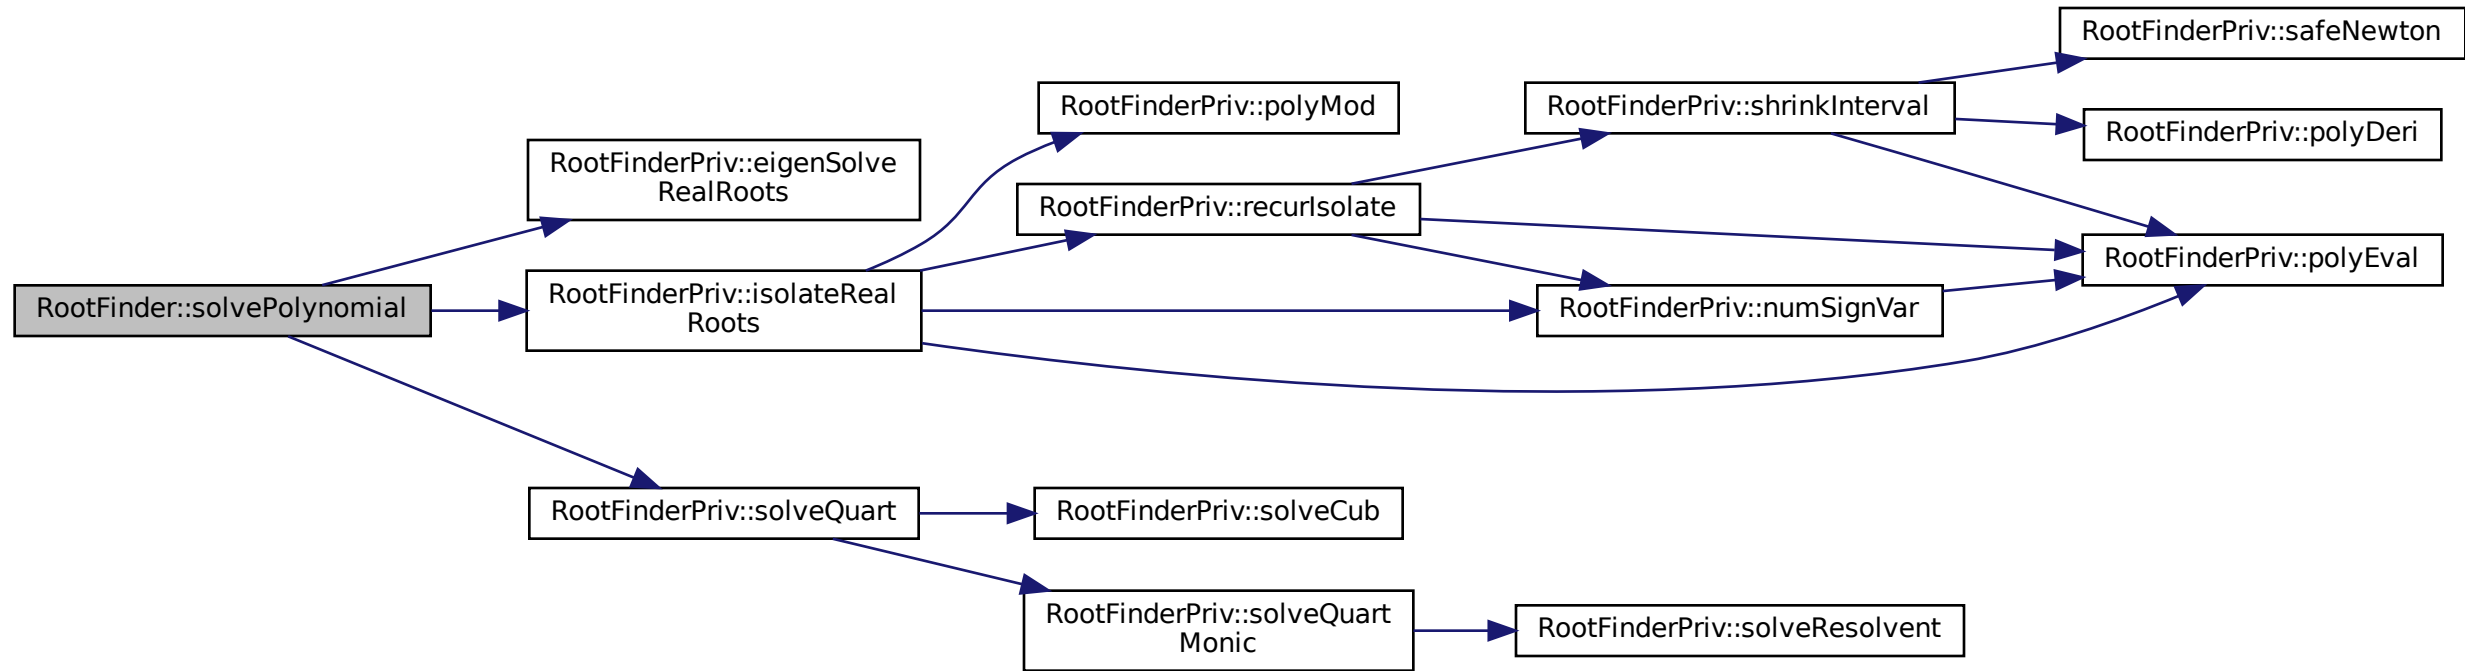 RootFinderPriv::safeNewton
RootFinderPriv::polyMod
RootFinderPriv::shrinkInterval
RootFinderPriv::polyDeri
RootFinderPriv::eigenSolve
RealRoots
RootFinderPriv::recurIsolate
RootFinderPriv::polyEval
RootFinder::solvePolynomial
RootFinderPriv::isolateReal
Roots
RootFinderPriv::numSignVar
RootFinderPriv::solveQuart
RootFinderPriv::solveCub
RootFinderPriv::solveQuart
Monic
RootFinderPriv::solveResolvent